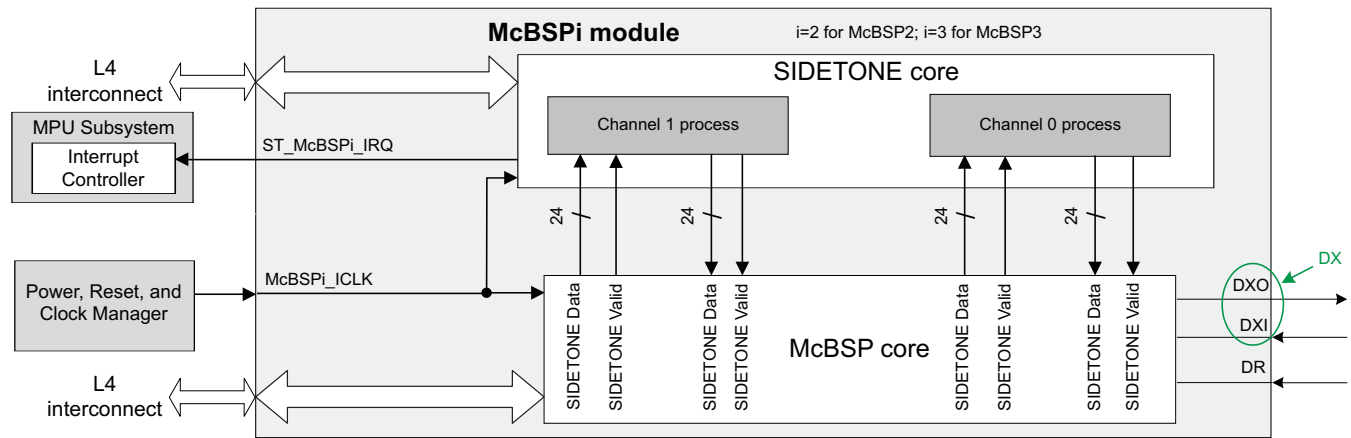 McBSPi module
i=2 for McBSP2; i=3 for McBSP3
L4
interconnect
SIDETONE core
MPU Subsystem
Interrupt
Controller
ST_McBSPi_IRQ
Channel 1 process
Channel 0 process
24
24
24
24
Power, Reset, and
Clock Manager
McBSPi_ICLK
SIDETONE Data
SIDETONE Valid
SIDETONE Data
SIDETONE Valid
SIDETONE Data
SIDETONE Valid
SIDETONE Data
SIDETONE Valid
McBSP core
DX
DXO
DXI
DR
L4
interconnect